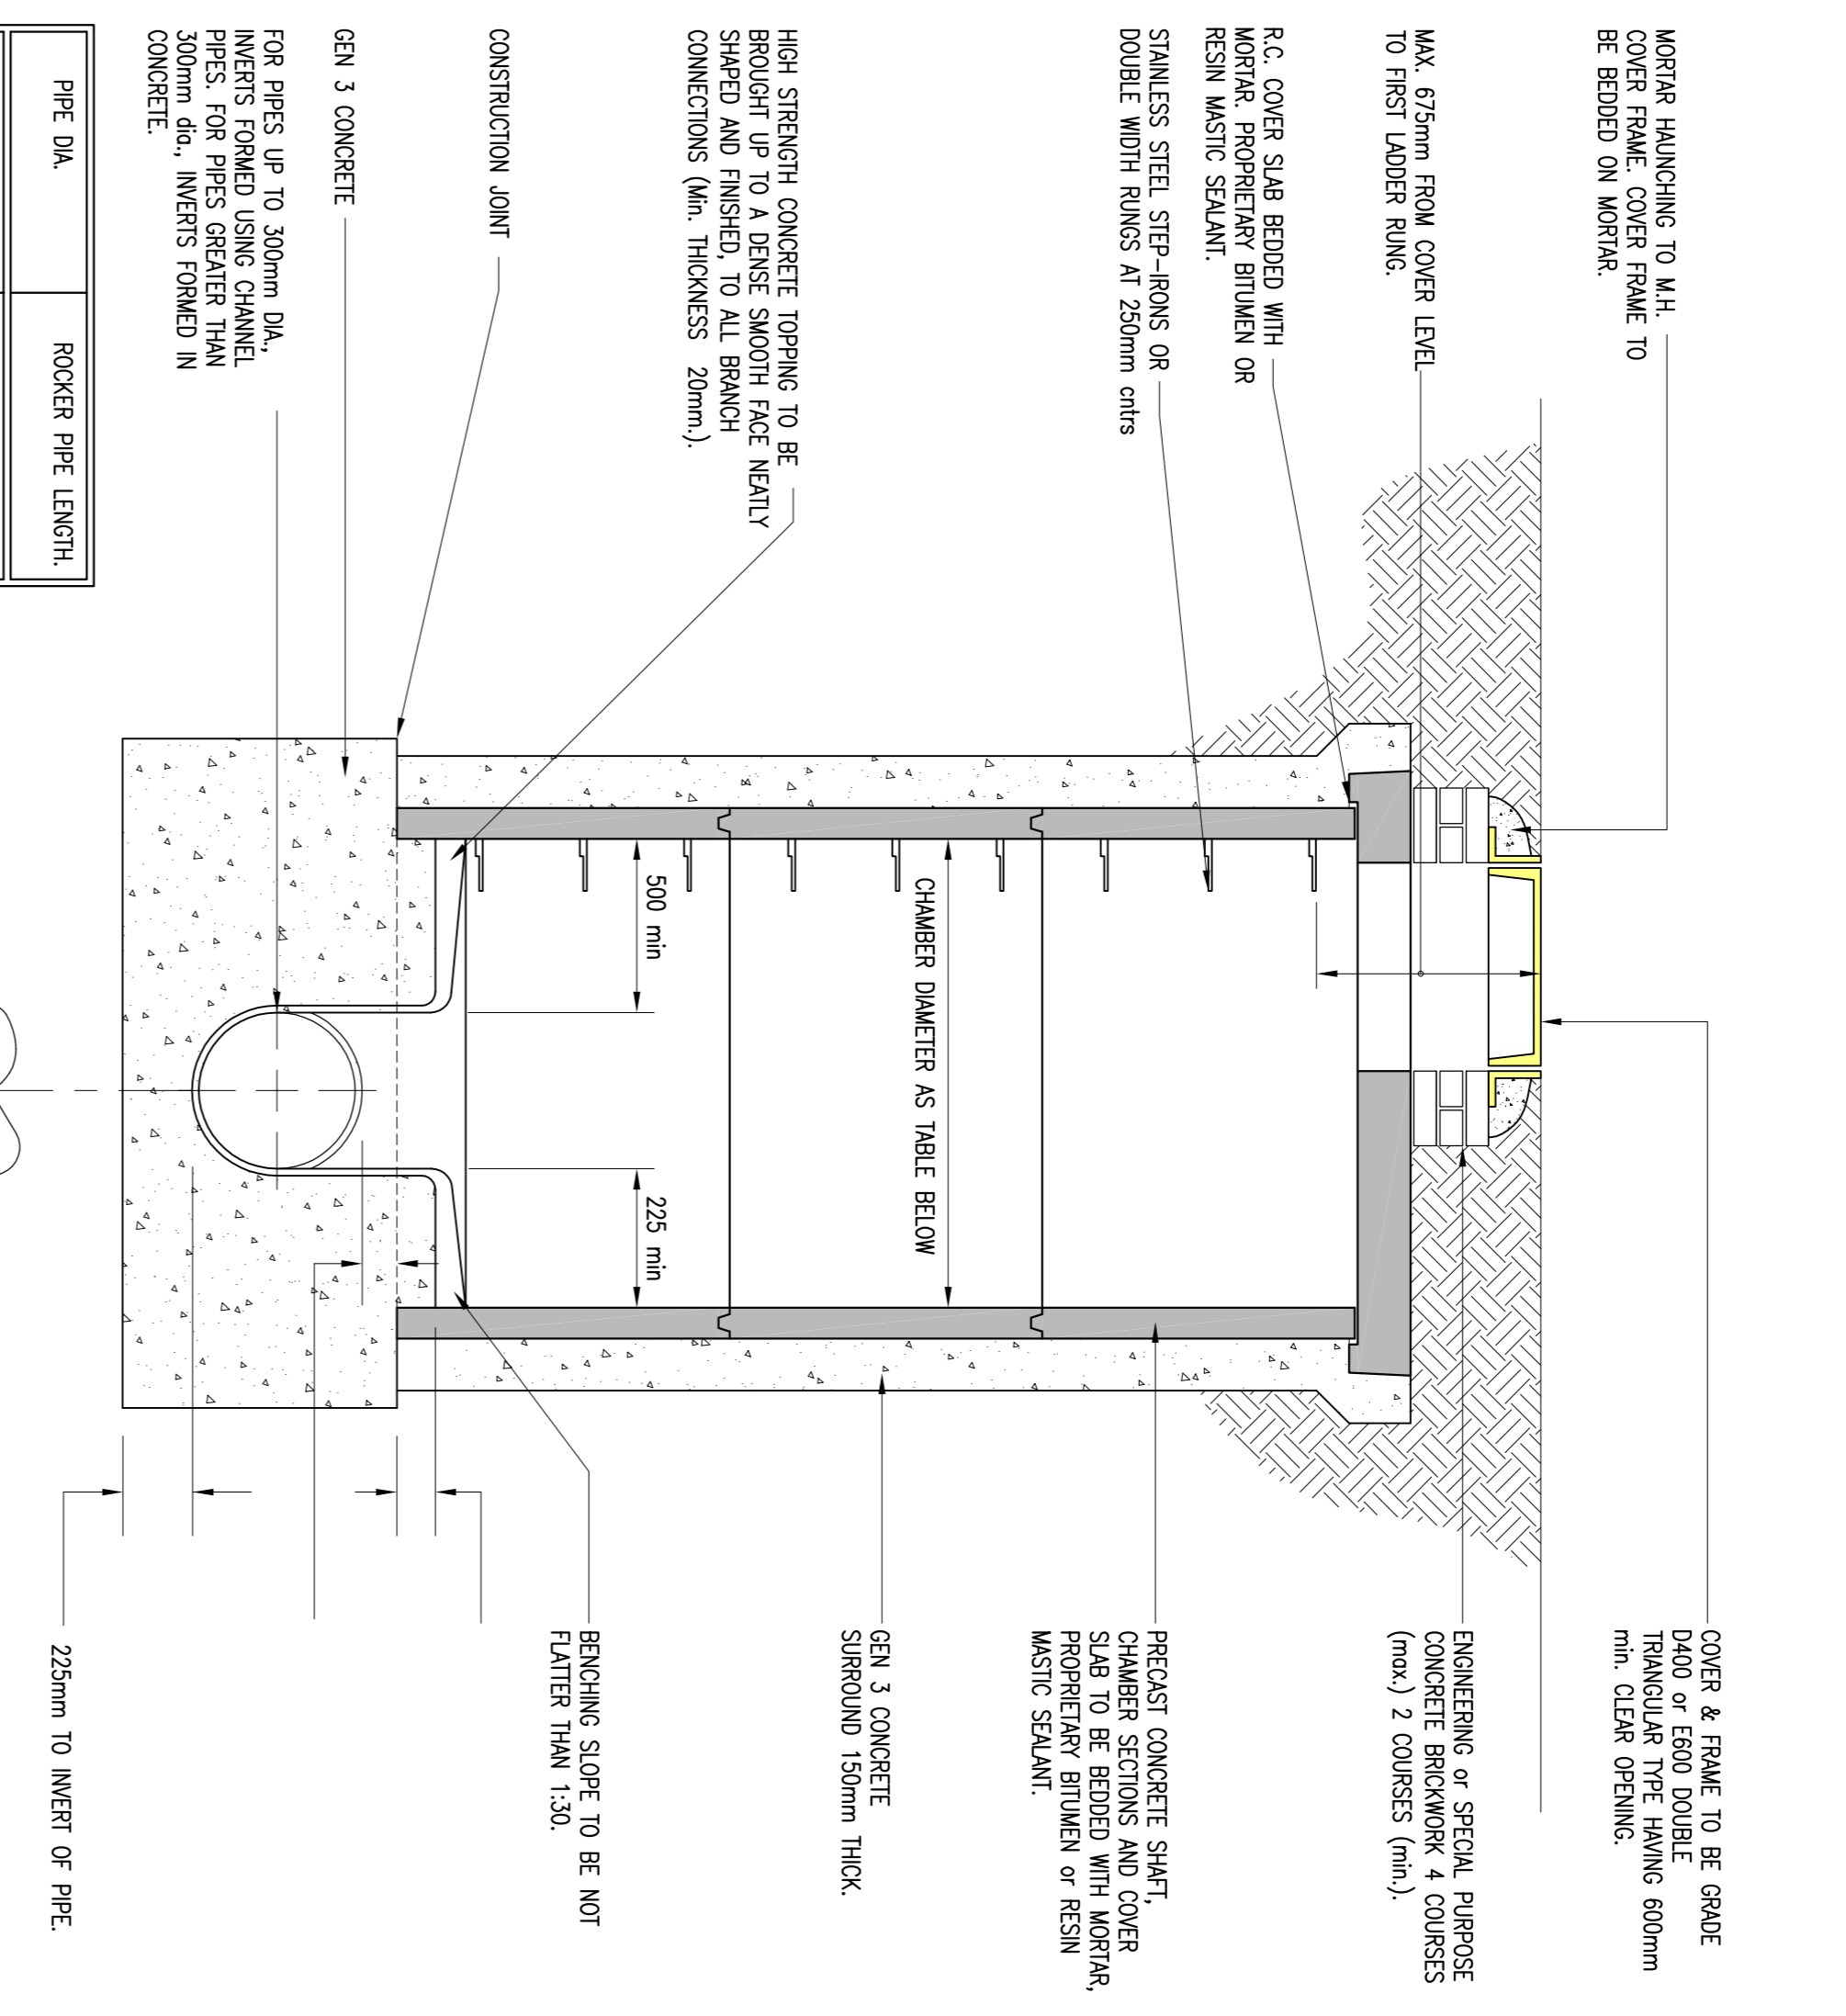 MORTAR HAUNCHING TO M.H.
COVER FRAME. COVER FRAME TO
BE BEDDED ON MORTAR.
MAX. 675mm FROM COVER LEVEL
TO FIRST LADDER RUNG.
R.C. COVER SLAB BEDDED WITH
MORTAR. PROPRIETARY BITUMEN OR
RESIN MASTIC SEALANT.
STAINLESS STEEL STEP-IRONS OR
DOUBLE WIDTH RUNGS AT 250mm cntrs
HIGH STRENGTH CONCRETE TOPPING TO BE
BROUGHT UP TO A DENSE SMOOTH FACE NEATLY
SHAPED AND FINISHED, TO ALL BRANCH
CONNECTIONS (Min. THICKNESS 20mm.).
CONSTRUCTION JOINT
GEN 3 CONCRETE
FOR PIPES UP TO 300mm DIA.,
INVERTS FORMED USING CHANNEL
PIPES. FOR PIPES GREATER THAN
300mm dia., INVERTS FORMED IN
CONCRETE.
CHAMBER DIAMETER AS TABLE BELOW
500 min
225 min
COVER & FRAME TO BE GRADE
D400 or E600 DOUBLE
TRIANGULAR TYPE HAVING 600mm
min. CLEAR OPENING.
ENGINEERING or SPECIAL PURPOSE
CONCRETE BRICKWORK 4 COURSES
(max.) 2 COURSES (min.).
PRECAST CONCRETE SHAFT,
CHAMBER SECTIONS AND COVER
SLAB TO BE BEDDED WITH MORTAR,
PROPRIETARY BITUMEN or RESIN
MASTIC SEALANT.
GEN 3 CONCRETE
SURROUND 150mm THICK.
BENCHING SLOPE TO BE NOT
FLATTER THAN 1:30.
225mm TO INVERT OF PIPE.
PIPE DIA.
ROCKER PIPE LENGTH.